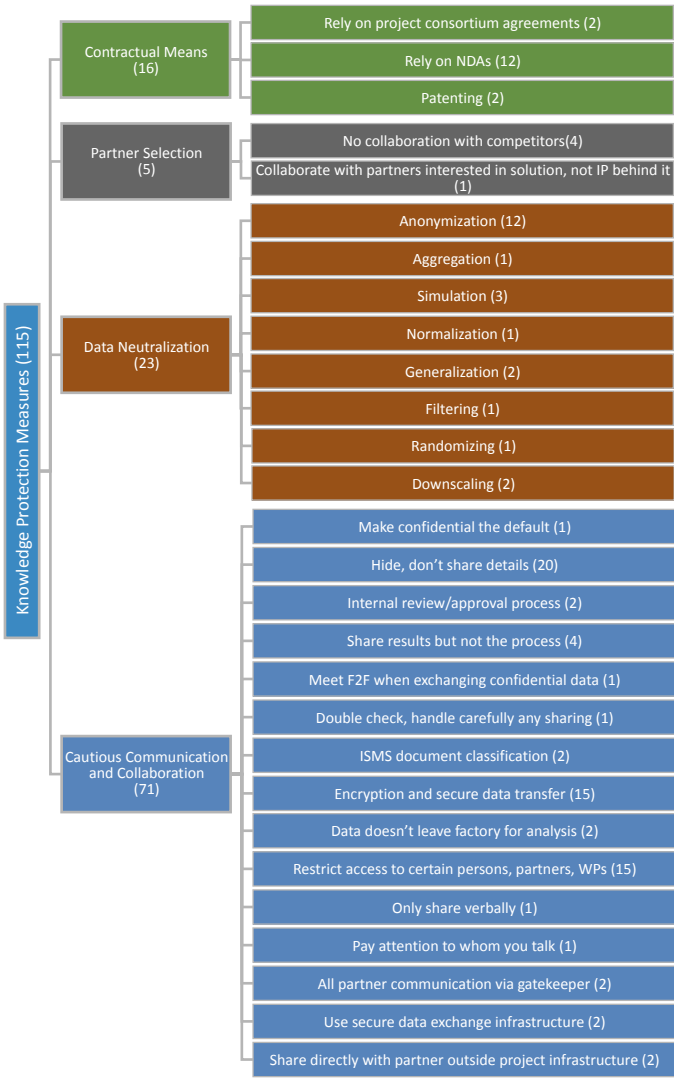 Knowledge Protection Measures (115)
Contractual Means
(16)
Rely on project consortium agreements (2)
Rely on NDAs (12)
Patenting (2)
Partner Selection
(5)
No collaboration with competitors(4)
Collaborate with partners interested in solution, not IP behind it
(1)
Data Neutralization
(23)
Anonymization (12)
Aggregation (1)
Simulation (3)
Normalization (1)
Generalization (2)
Filtering (1)
Randomizing (1)
Downscaling (2)
Cautious Communication
and Collaboration
(71)
Make confidential the default (1)
Hide, don’t share details (20)
Internal review/approval process (2)
Share results but not the process (4)
Meet F2F when exchanging confidential data (1)
Double check, handle carefully any sharing (1)
ISMS document classification (2)
Encryption and secure data transfer (15)
Data doesn’t leave factory for analysis (2)
Restrict access to certain persons, partners, WPs (15)
Only share verbally (1)
Pay attention to whom you talk (1)
All partner communication via gatekeeper (2)
Use secure data exchange infrastructure (2)
Share directly with partner outside project infrastructure (2)